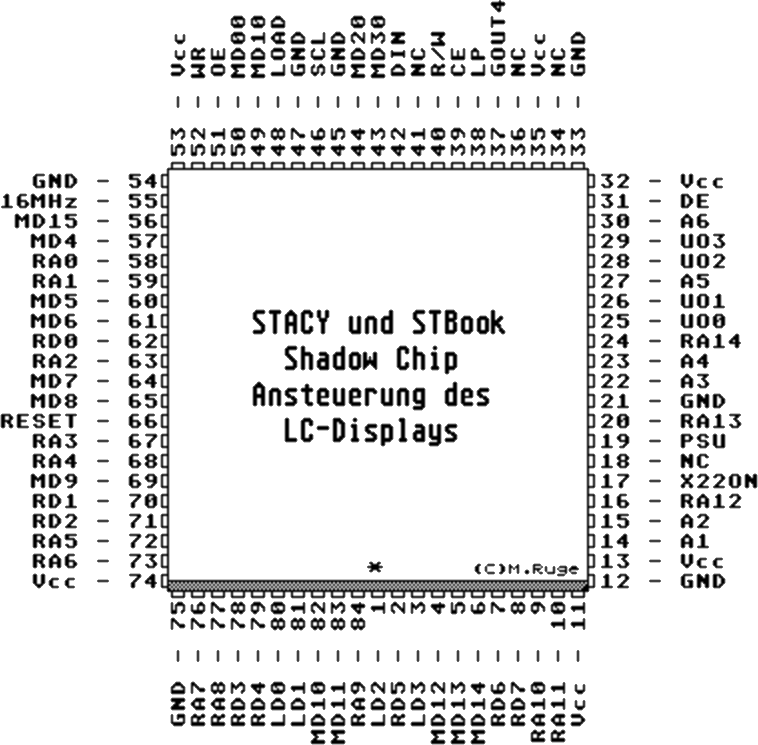 Vcc WR OE MD00 MD10 LOAD GND SCL GND MD20 MD30 DIN NC R/W CE LP GOUT4 NC Vcc NC GND
53 52 51 50 49 48 47 46 45 44 43 42 41 40 39 38 37 36 35 34 33
GND - 54
16MHz - 55
MD15 - 56
MD4 - 57
RA0 - 58
RA1 - 59
MD5 - 60
MD6 - 61
RD0 - 62
RA2 - 63
MD7 - 64
MD8 - 65
RESET - 66
RA3 - 67
RA4 - 68
MD9 - 69
RD1 - 70
RD2 - 71
RA5 - 72
RA6 - 73
Vcc - 74
STACY und STBook
Shadow Chip
Ansteuerung des
LC-Displays
* (C)M.Ruge
32 - Vcc
31 - DE
30 - A6
29 - UO3
28 - UO2
27 - A5
26 - UO1
25 - UO0
24 - RA14
23 - A4
22 - A3
21 - GND
20 - RA13
19 - PSU
18 - NC
17 - X22ON
16 - RA12
15 - A2
14 - A1
13 - Vcc
12 - GND
75 76 77 78 79 80 81 82 83 84 1 2 3 4 5 6 7 8 9 10 11
GND RA7 RA8 RD3 RD4 LD0 LD1 MD10 MD11 RA9 LD2 RD5 LD3 MD12 MD13 MD14 RD6 RD7 RA10 RA11 Vcc